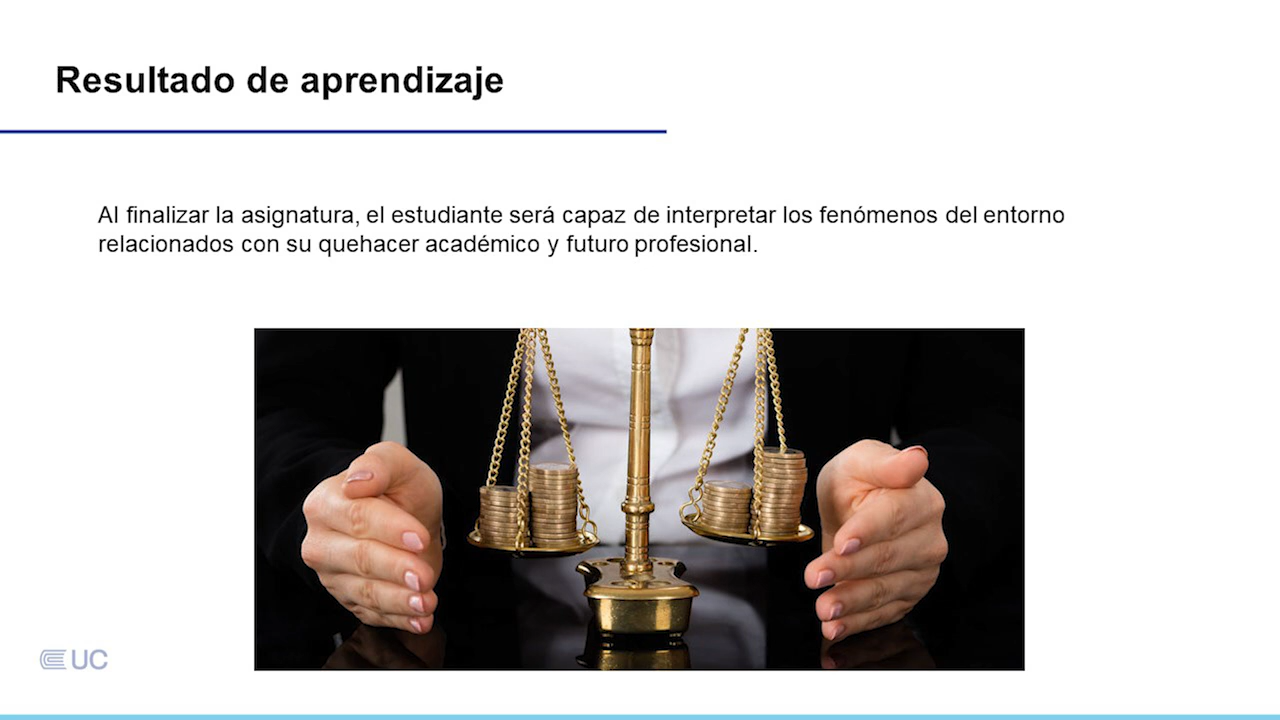 Resultado de aprendizaje
Al finalizar la asignatura, el estudiante será capaz de interpretar los fenómenos del entorno
relacionados con su quehacer académico y futuro profesional.
UC